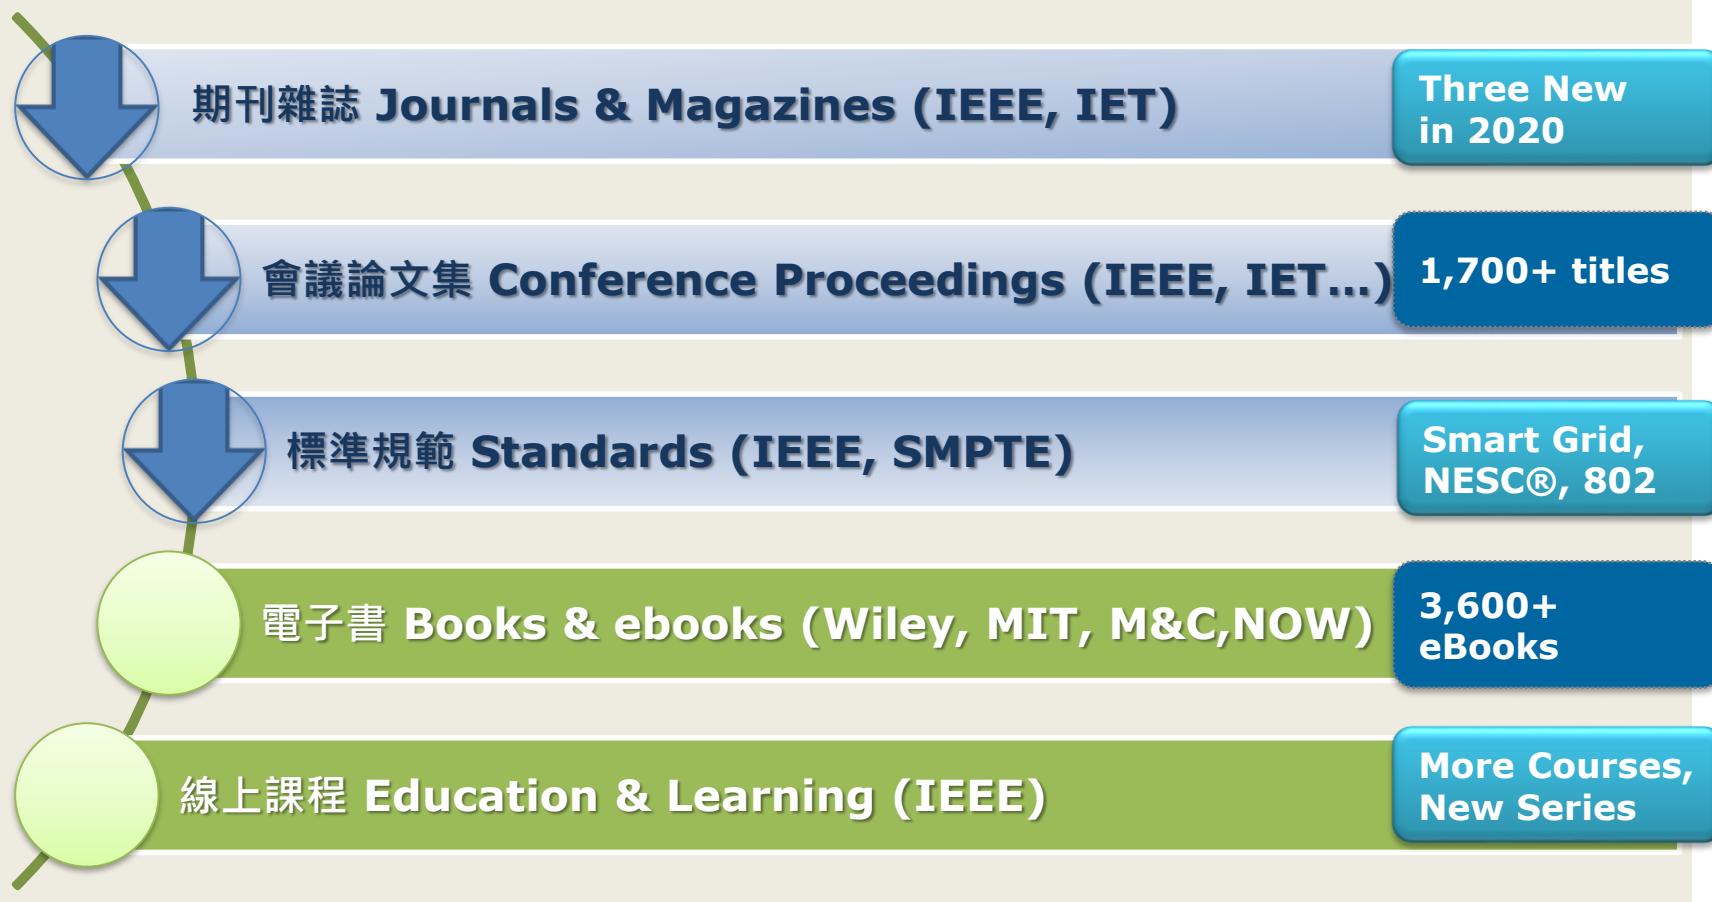 期刊雜誌 Journals & Magazines (IEEE, IET)
Three New
in 2020
會議論文集 Conference Proceedings (IEEE, IET...)
1,700+ titles
標準規範 Standards (IEEE, SMPTE)
Smart Grid,
NESC®, 802
電子書 Books & ebooks (Wiley, MIT, M&C,NOW)
3,600+
eBooks
線上課程 Education & Learning (IEEE)
More Courses,
New Series